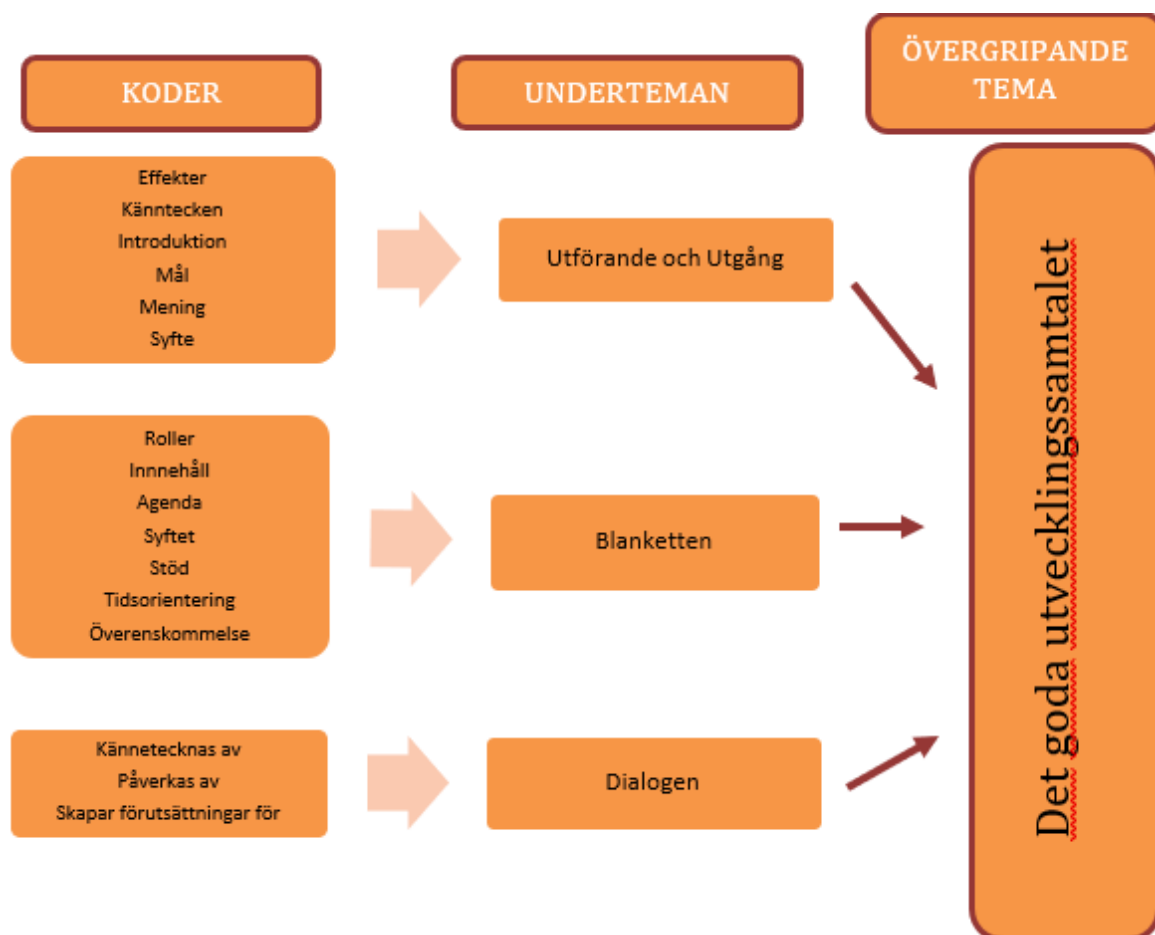 KODER
UNDERTEMAN
ÖVERGRIPANDE
TEMA
Effekter
Känntecken
Introduktion
Mål
Mening
Syfte
Utförande och Utgång
Roller
Innnehåll
Agenda
Syftet
Stöd
Tidsorientering
Överenskommelse
Blanketten
Kännetecknas av
Påverkas av
Skapar förutsättningar för
Dialogen
Det goda utvecklingssamtalet